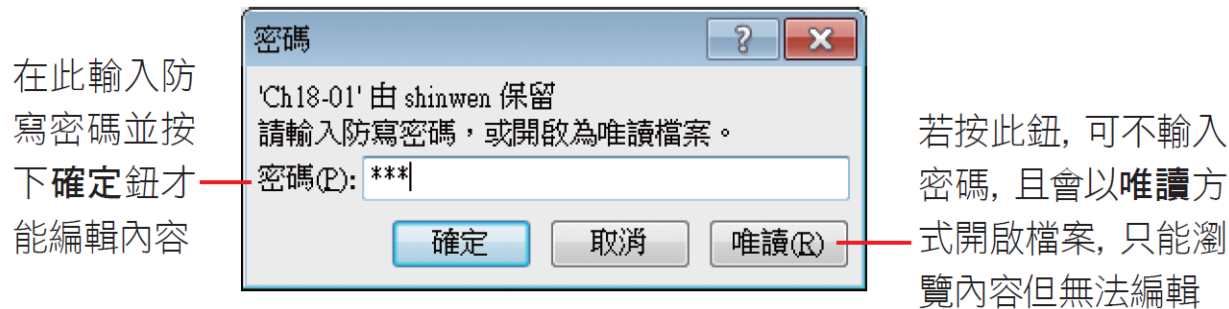 在此輸入防
寫密碼並按
下確定鈕才
能編輯內容
密碼
'Ch18-01' 由 shinwen 保留
請輸入防寫密碼，或開啟為唯讀檔案。
密碼(P): ***
確定 取消 唯讀(R)
若按此鈕, 可不輸入
密碼, 且會以唯讀方
式開啟檔案, 只能瀏
覽內容但無法編輯